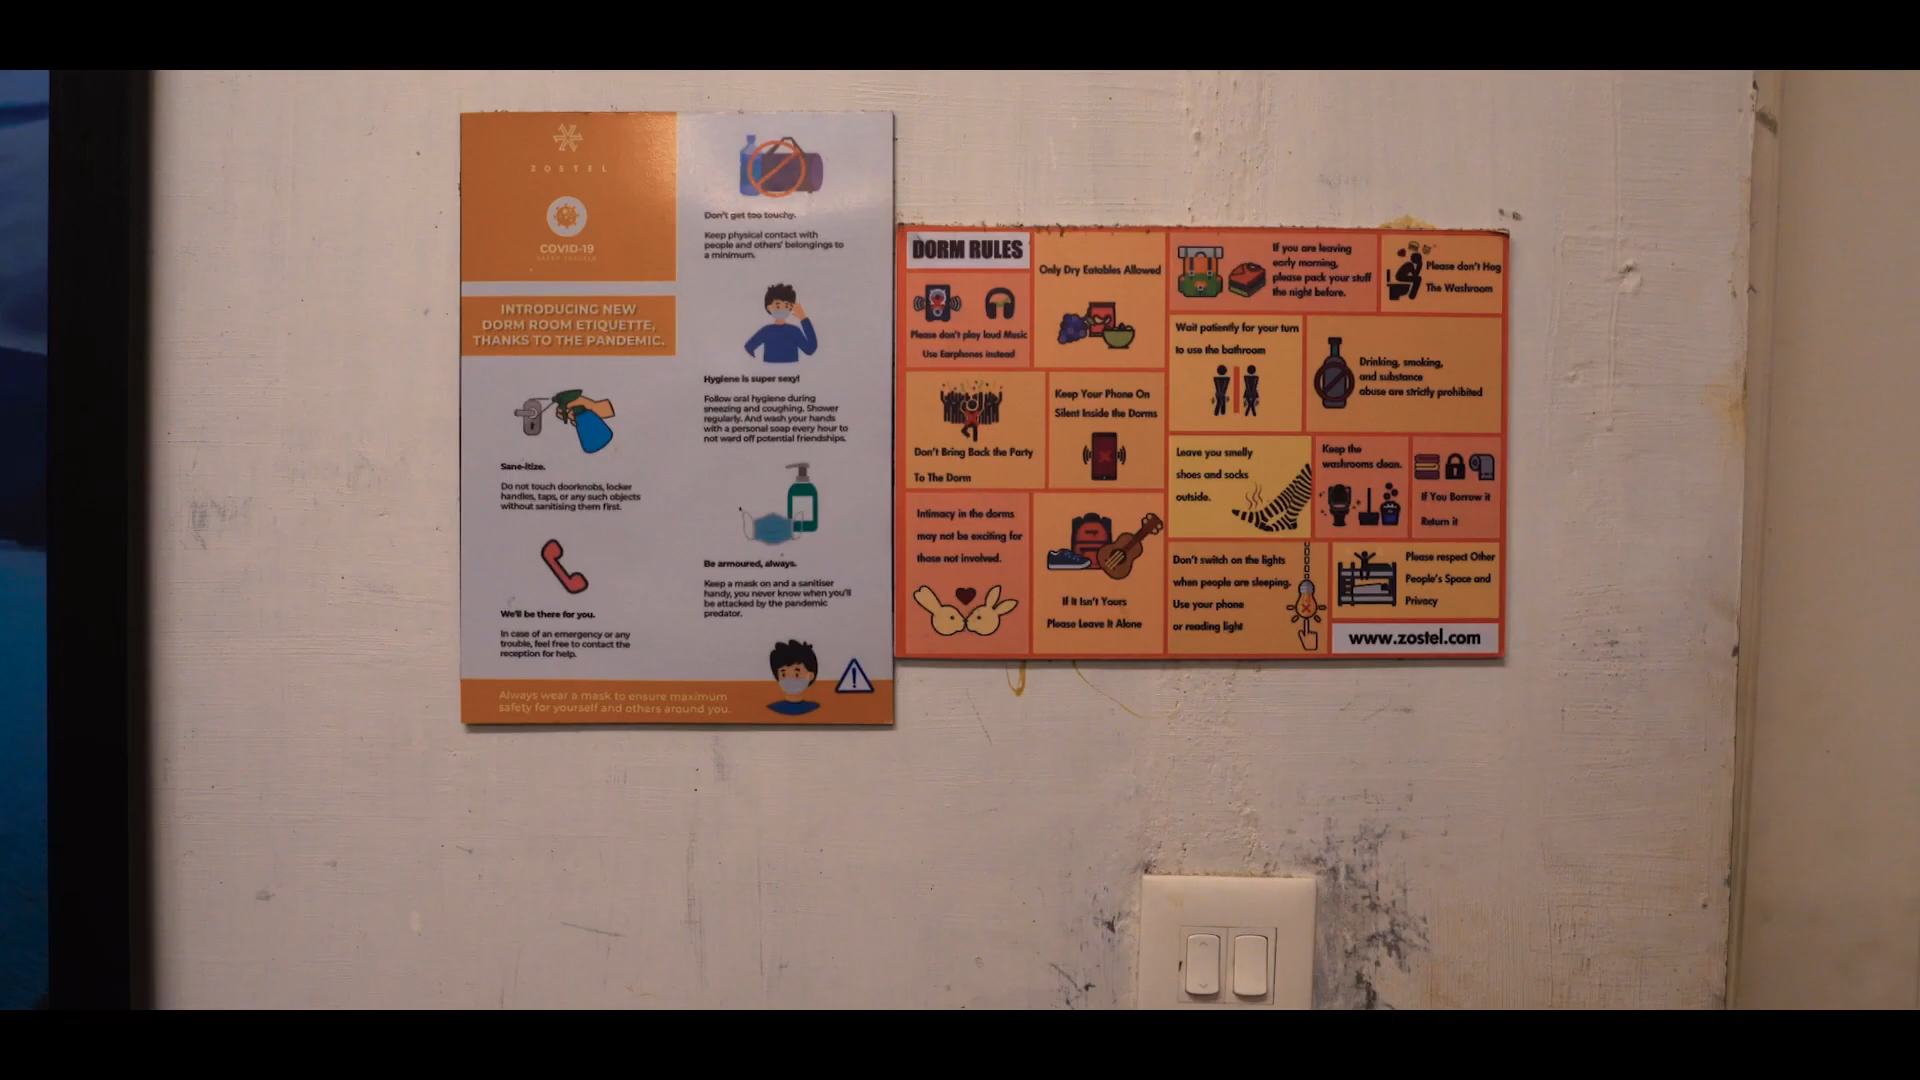 ZOSTEL
COVID-19
INTRODUCING NEW
DORM ROOM ETIQUETTE,
THANKS TO THE PANDEMIC.
Sane-itize.
Do not touch doorknobs, locker
handles, taps, or any such objects
without sanitising them first.
We'll be there for you.
In case of an emergency or any
trouble, feel free to contact the
reception for help.
Don't get too touchy.
Keep physical contact with
people and others' belongings to
a minimum.
Hygiene is super sexy!
Follow oral hygiene during
sneezing and coughing. Shower
regularly. And wash your hands
with a personal soap every hour to
not ward off potential friendships.
Be armoured, always.
Keep a mask on and a sanitiser
handy, you never know when you'll
be attacked by the pandemic
predator.
Always wear a mask to ensure maximum
safety for yourself and others around you.
DORM RULES
Please don't play loud Music
Use Earphones instead
Only Dry Eatables Allowed
Don't Bring Back the Party
To The Dorm
Keep Your Phone On
Silent Inside the Dorms
Intimacy in the dorms
may not be exciting for
those not involved.
If It Isn't Yours
Please Leave It Alone
If you are leaving
early morning,
please pack your stuff
the night before.
Please don't Hog
The Washroom
Wait patiently for your turn
to use the bathroom
Drinking, smoking,
and substance
abuse are strictly prohibited
Leave you smelly
shoes and socks
outside.
Keep the
washrooms clean.
If You Borrow it
Return it
Don't switch on the lights
when people are sleeping.
Use your phone
or reading light
Please respect Other
People's Space and
Privacy
www.zostel.com